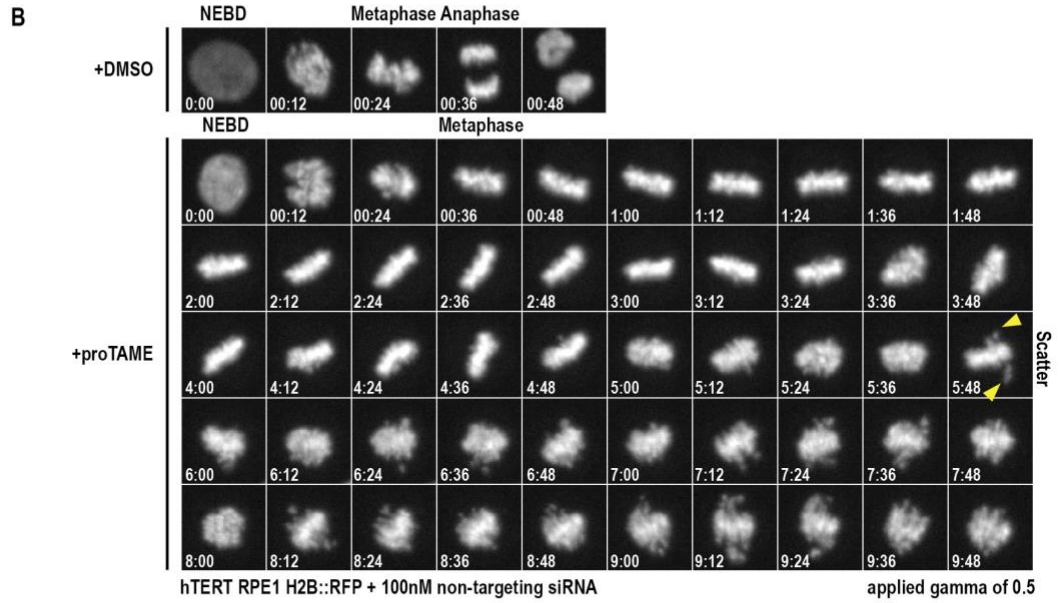 B
NEBD Metaphase Anaphase
+DMSO
0:00 00:12 00:24 00:36 00:48
NEBD Metaphase
+proTAME
0:00 00:12 00:24 00:36 00:48 1:00 1:12 1:24 1:36 1:48
2:00 2:12 2:24 2:36 2:48 3:00 3:12 3:24 3:36 3:48
4:00 4:12 4:24 4:36 4:48 5:00 5:12 5:24 5:36 5:48
Scatter
6:00 6:12 6:24 6:36 6:48 7:00 7:12 7:24 7:36 7:48
8:00 8:12 8:24 8:36 8:48 9:00 9:12 9:24 9:36 9:48
hTERT RPE1 H2B::RFP + 100nM non-targeting siRNA applied gamma of 0.5